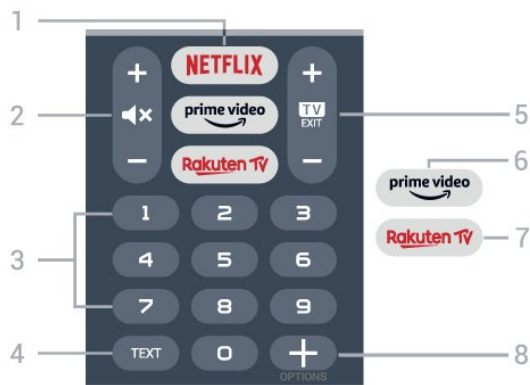 1
NETFLIX
+
+
2
prime video
TV
EXIT
5
6
-
-
Rakuten TV
prime video
1
2
3
Rakuten TV
7
3
4
5
6
7
8
9
4
TEXT
0
+
8
OPTIONS